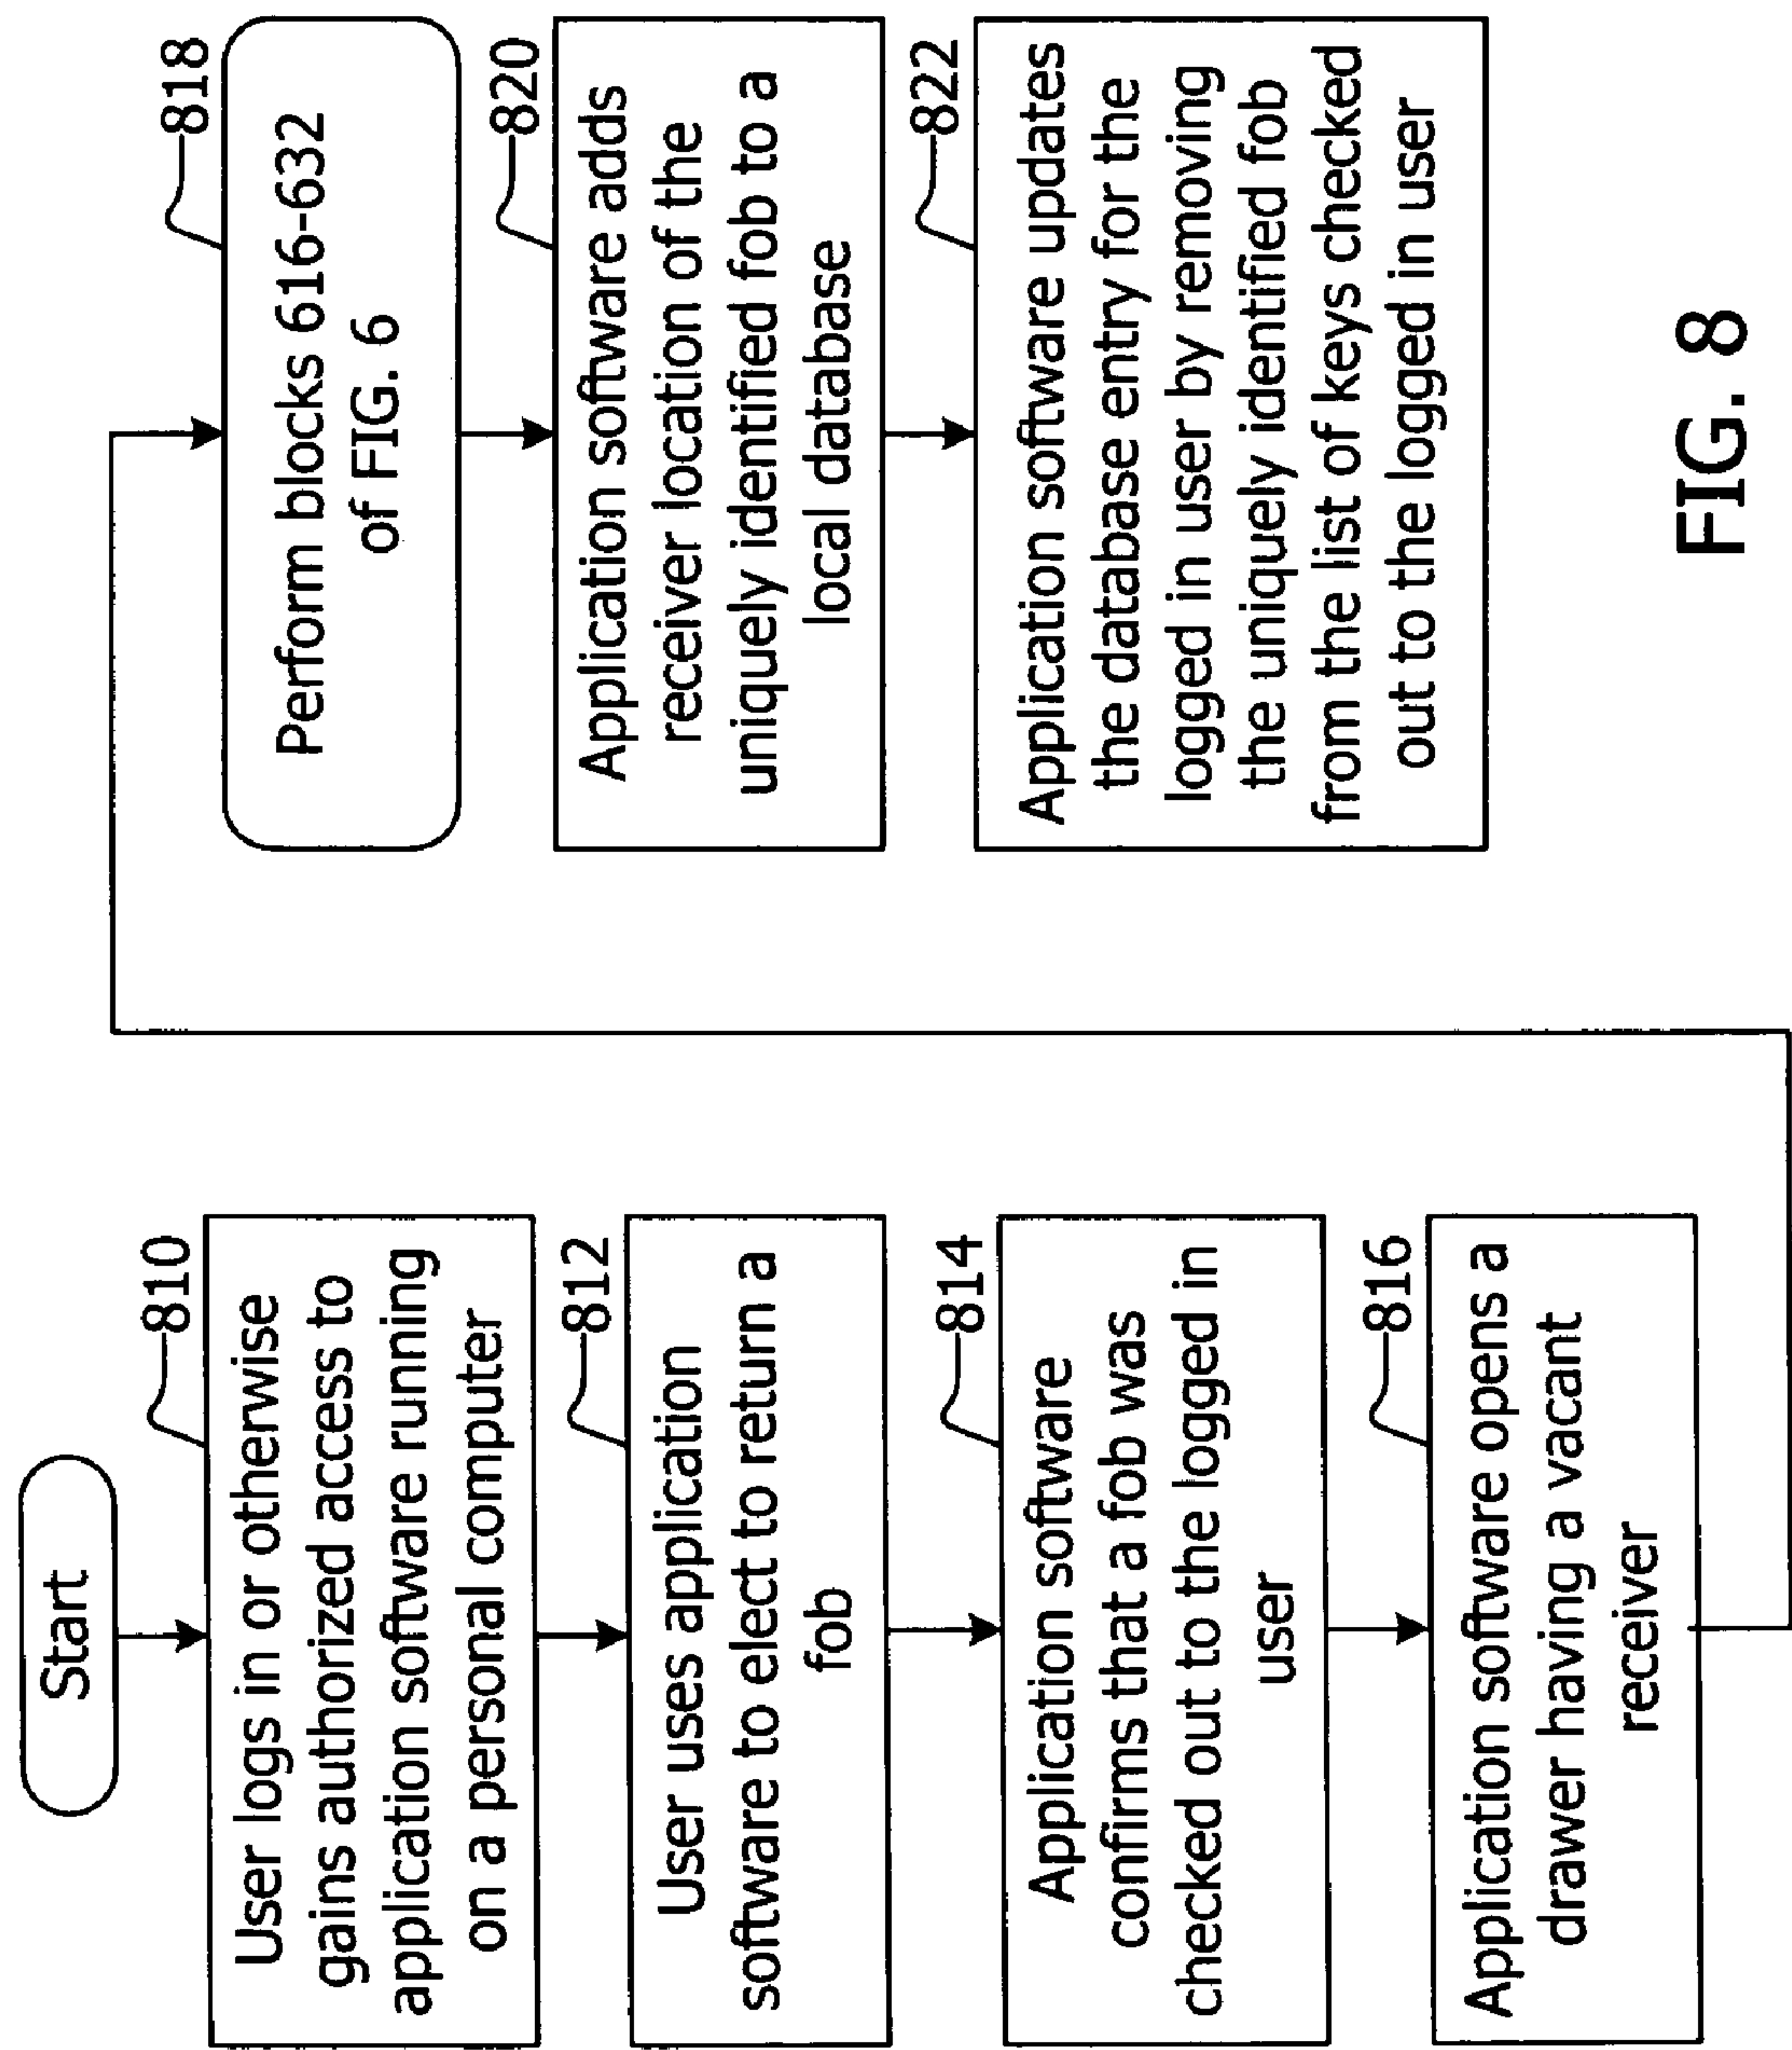 Start
810
User logs in or otherwise
gains authorized access to
application software running
on a personal computer
812
User uses application
software to elect to return a
fob
814
Application software
confirms that a fob was
checked out to the logged in
user
816
Application software opens a
drawer having a vacant
receiver
818
Perform blocks 616-632
of FIG. 6
820
Application software adds
receiver location of the
uniquely identified fob to a
local database
822
Application software updates
the database entry for the
logged in user by removing
the uniquely identified fob
from the list of keys checked
out to the logged in user
FIG. 8